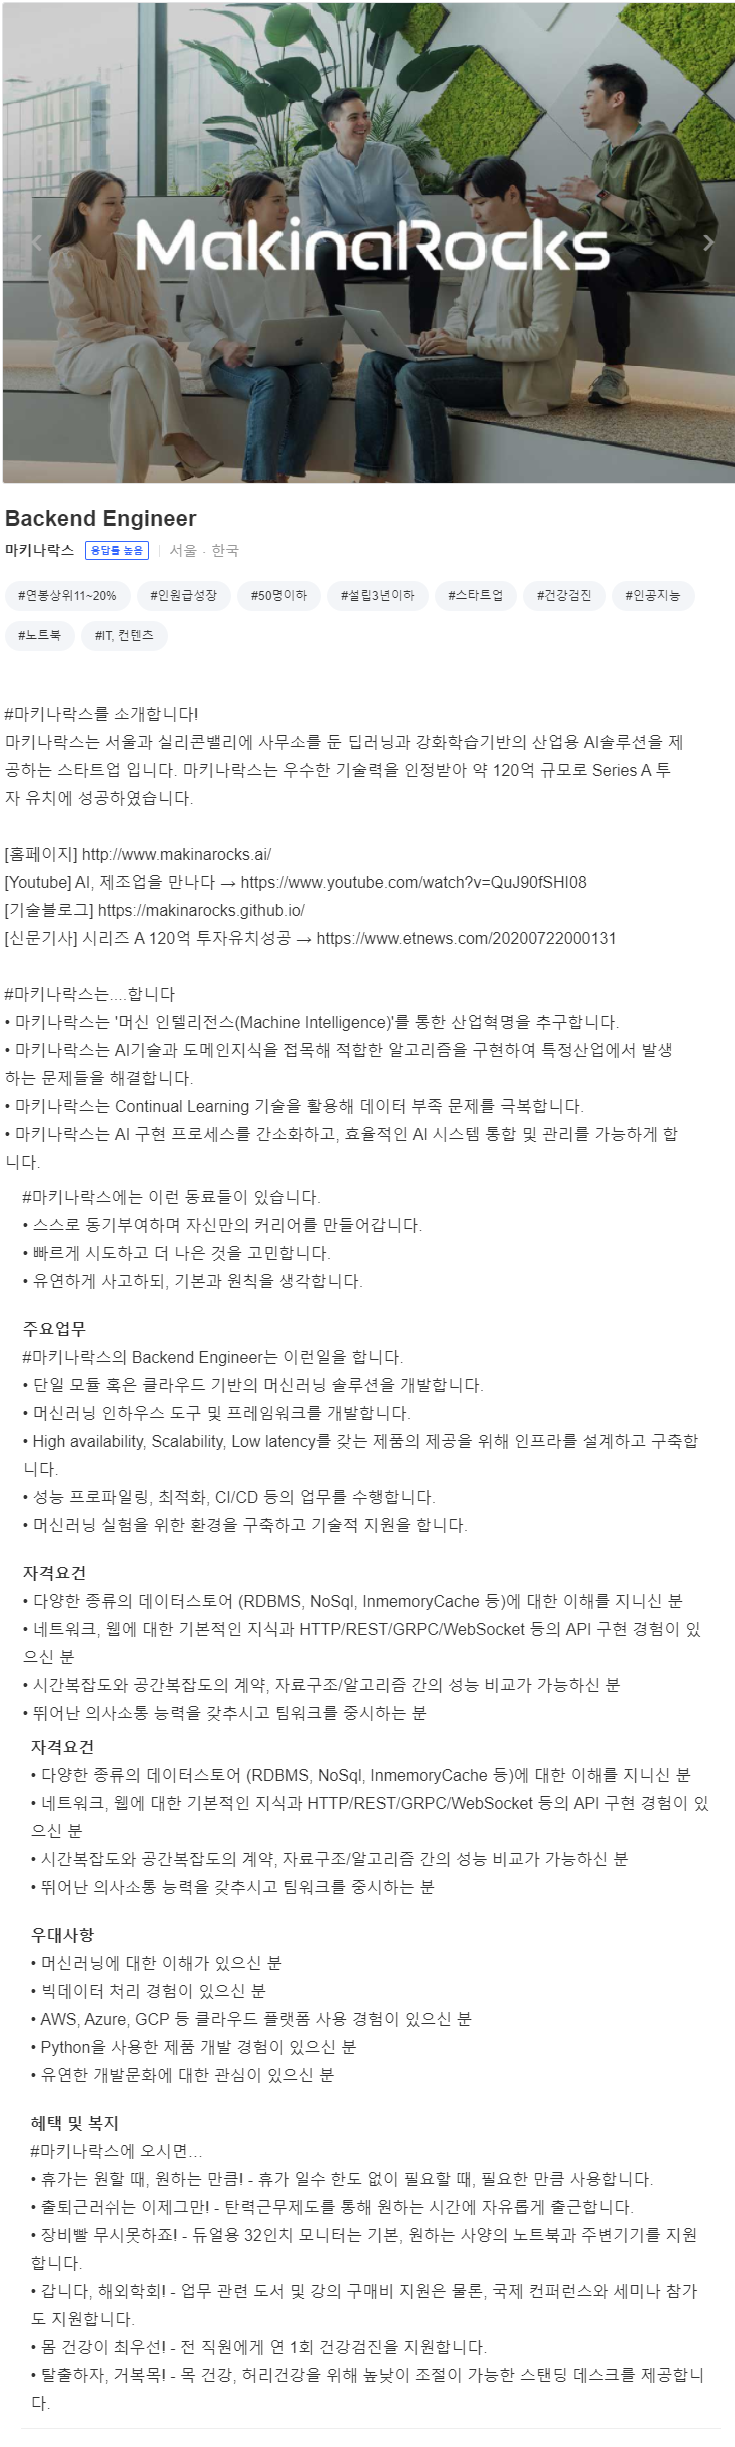 MakinaRocks
Backend Engineer
마키나락스 응답률 높음 서울 · 한국
#연봉상위11~20% #인원급성장 #50명이하 #설립3년이하 #스타트업 #건강검진 #인공지능
#노트북 #IT, 컨텐츠
#마키나락스를 소개합니다!
마키나락스는 서울과 실리콘밸리에 사무소를 둔 딥러닝과 강화학습기반의 산업용 AI솔루션을 제
공하는 스타트업 입니다. 마키나락스는 우수한 기술력을 인정받아 약 120억 규모로 Series A 투
자 유치에 성공하였습니다.
[홈페이지] http://www.makinarocks.ai/
[Youtube] AI, 제조업을 만나다 → https://www.youtube.com/watch?v=QuJ90fSHI08
[기술블로그] https://makinarocks.github.io/
[신문기사] 시리즈 A 120억 투자유치성공 → https://www.etnews.com/20200722000131
#마키나락스는....합니다
• 마키나락스는 '머신 인텔리전스(Machine Intelligence)'를 통한 산업혁명을 추구합니다.
• 마키나락스는 AI기술과 도메인지식을 접목해 적합한 알고리즘을 구현하여 특정산업에서 발생
하는 문제들을 해결합니다.
• 마키나락스는 Continual Learning 기술을 활용해 데이터 부족 문제를 극복합니다.
• 마키나락스는 AI 구현 프로세스를 간소화하고, 효율적인 AI 시스템 통합 및 관리를 가능하게 합
니다.
#마키나락스에는 이런 동료들이 있습니다.
• 스스로 동기부여하며 자신만의 커리어를 만들어갑니다.
• 빠르게 시도하고 더 나은 것을 고민합니다.
• 유연하게 사고하되, 기본과 원칙을 생각합니다.
주요업무
#마키나락스의 Backend Engineer는 이런일을 합니다.
• 단일 모듈 혹은 클라우드 기반의 머신러닝 솔루션을 개발합니다.
• 머신러닝 인하우스 도구 및 프레임워크를 개발합니다.
• High availability, Scalability, Low latency를 갖는 제품의 제공을 위해 인프라를 설계하고 구축합
니다.
• 성능 프로파일링, 최적화, CI/CD 등의 업무를 수행합니다.
• 머신러닝 실험을 위한 환경을 구축하고 기술적 지원을 합니다.
자격요건
• 다양한 종류의 데이터스토어 (RDBMS, NoSql, InmemoryCache 등)에 대한 이해를 지니신 분
• 네트워크, 웹에 대한 기본적인 지식과 HTTP/REST/GRPC/WebSocket 등의 API 구현 경험이 있
으신 분
• 시간복잡도와 공간복잡도의 계약, 자료구조/알고리즘 간의 성능 비교가 가능하신 분
• 뛰어난 의사소통 능력을 갖추시고 팀워크를 중시하는 분
자격요건
• 다양한 종류의 데이터스토어 (RDBMS, NoSql, InmemoryCache 등)에 대한 이해를 지니신 분
• 네트워크, 웹에 대한 기본적인 지식과 HTTP/REST/GRPC/WebSocket 등의 API 구현 경험이 있
으신 분
• 시간복잡도와 공간복잡도의 계약, 자료구조/알고리즘 간의 성능 비교가 가능하신 분
• 뛰어난 의사소통 능력을 갖추시고 팀워크를 중시하는 분
우대사항
• 머신러닝에 대한 이해가 있으신 분
• 빅데이터 처리 경험이 있으신 분
• AWS, Azure, GCP 등 클라우드 플랫폼 사용 경험이 있으신 분
• Python을 사용한 제품 개발 경험이 있으신 분
• 유연한 개발문화에 대한 관심이 있으신 분
혜택 및 복지
#마키나락스에 오시면...
• 휴가는 원할 때, 원하는 만큼! - 휴가 일수 한도 없이 필요할 때, 필요한 만큼 사용합니다.
• 출퇴근러쉬는 이제그만! - 탄력근무제도를 통해 원하는 시간에 자유롭게 출근합니다.
• 장비빨 무시못하죠! - 듀얼용 32인치 모니터는 기본, 원하는 사양의 노트북과 주변기기를 지원
합니다.
• 갑니다, 해외학회! - 업무 관련 도서 및 강의 구매비 지원은 물론, 국제 컨퍼런스와 세미나 참가
도 지원합니다.
• 몸 건강이 최우선! - 전 직원에게 연 1회 건강검진을 지원합니다.
• 탈출하자, 거북목! - 목 건강, 허리건강을 위해 높낮이 조절이 가능한 스탠딩 데스크를 제공합니
다.